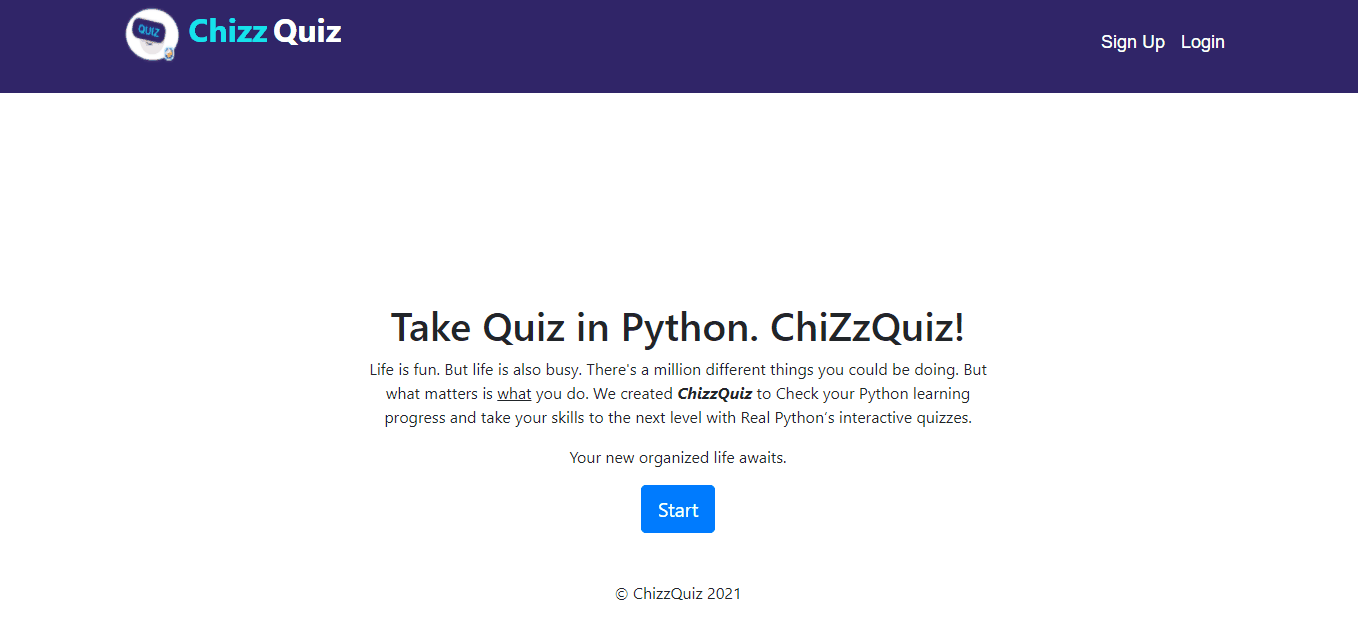 QUIZ
Chizz Quiz
Sign Up Login
Take Quiz in Python. ChiZzQuiz!
Life is fun. But life is also busy. There's a million different things you could be doing. But
what matters is what you do. We created ChizzQuiz to Check your Python learning
progress and take your skills to the next level with Real Python’s interactive quizzes.
Your new organized life awaits.
Start
© ChizzQuiz 2021